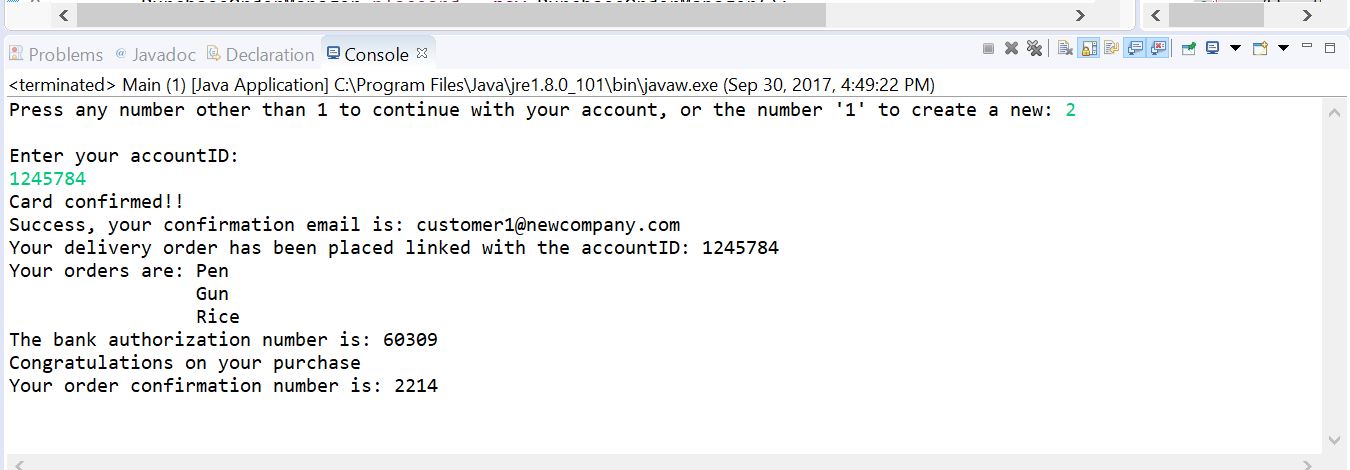 Problems @ Javadoc Declaration Console
<terminated> Main (1) [Java Application] C:\Program Files\Java\jre1.8.0_101\bin\javaw.exe (Sep 30, 2017, 4:49:22 PM)
Press any number other than 1 to continue with your account, or the number '1' to create a new: 2
Enter your accountID:
1245784
Card confirmed!!
Success, your confirmation email is: customer1@newcompany.com
Your delivery order has been placed linked with the accountID: 1245784
Your orders are: Pen
Gun
Rice
The bank authorization number is: 60309
Congratulations on your purchase
Your order confirmation number is: 2214